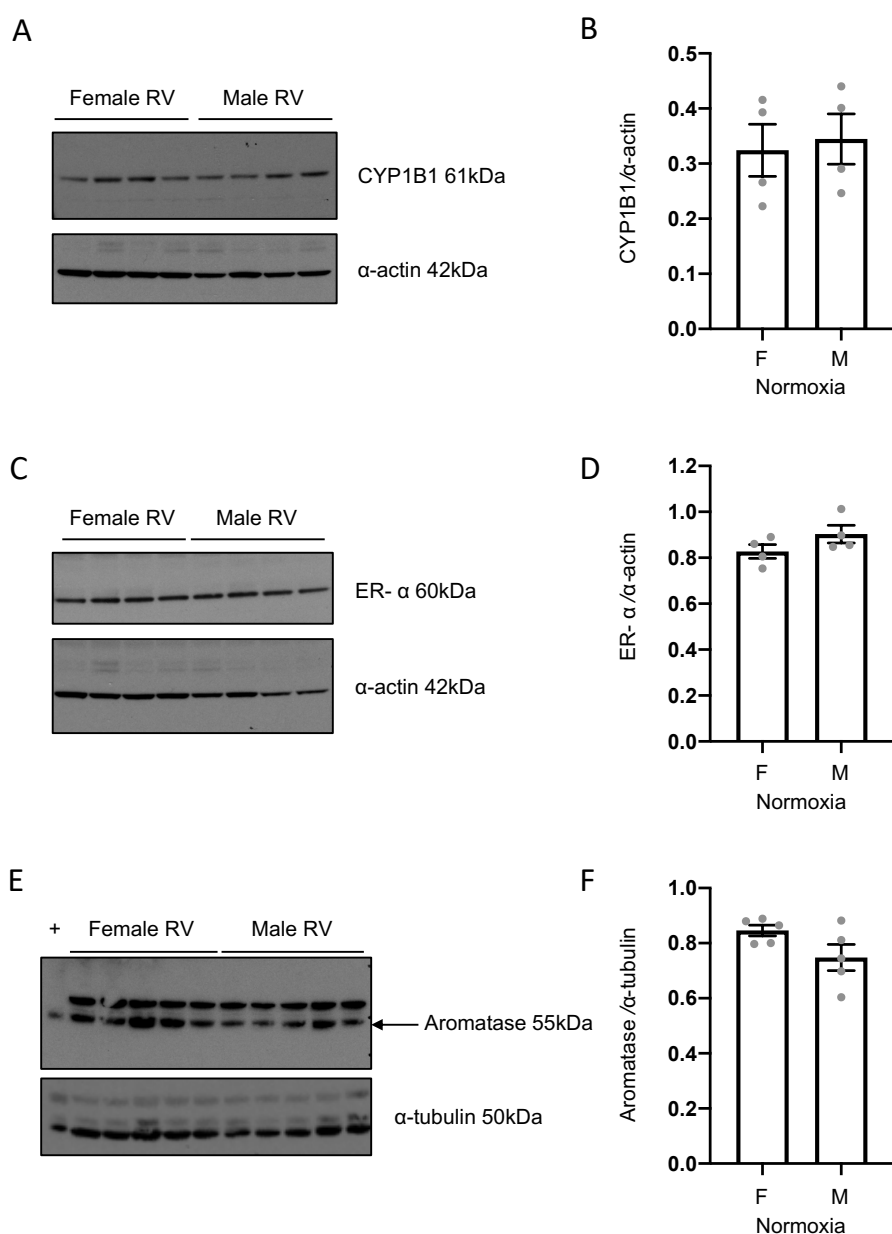 A
Female RV
Male RV
CYP1B1 61kDa
α-actin 42kDa
B
CYP1B1/α-actin
0.5
0.4
0.3
0.2
0.1
0.0
F
M
Normoxia
C
Female RV
Male RV
ER- α 60kDa
α-actin 42kDa
D
ER- α /α-actin
1.2
1.0
0.8
0.6
0.4
0.2
0.0
F
M
Normoxia
E
+
Female RV
Male RV
Aromatase 55kDa
α-tubulin 50kDa
F
Aromatase /α-tubulin
1.0
0.8
0.6
0.4
0.2
0.0
F
M
Normoxia